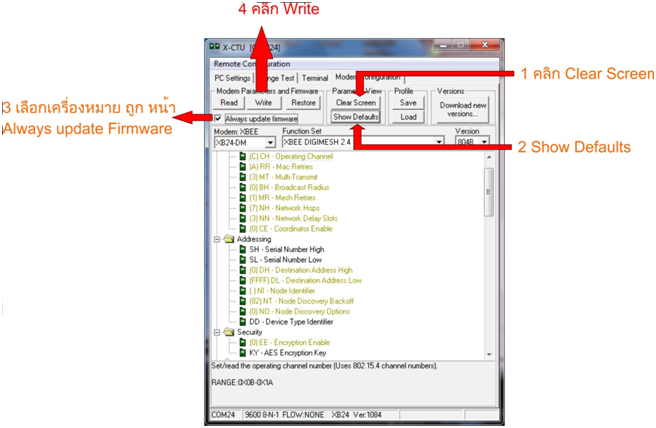 4 คลิก Write
X-CTU [COM24]
Remote Configuration
PC Settings Range Test Terminal Modem Configuration
Modem Parameters and Firmware Parameter View Profile Versions
Read Write Restore Clear Screen Save Download new versions...
Always update firmware Show Defaults Load
1 คลิก Clear Screen
3 เลือกเครื่องหมาย ถูก หน้า
Always update Firmware
2 Show Defaults
Modem: XBEE Function Set Version
XB24-DM XBEE DIGIMESH 2.4 804B
(C) CH - Operating Channel
(A) RR - Mac Retries
(3) MT - Multi-Transmit
(0) BH - Broadcast Radius
(1) MR - Mesh Retries
(7) NH - Network Hops
(3) NN - Network Delay Slots
(0) CE - Coordinator Enable
Addressing
SH - Serial Number High
SL - Serial Number Low
(0) DH - Destination Address High
(FFFF) DL - Destination Address Low
( ) NI - Node Identifier
(82) NT - Node Discovery Backoff
(0) NO - Node Discovery Options
DD - Device Type Identifier
Security
(0) EE - Encryption Enable
KY - AES Encryption Key
Set/read the operating channel number (Uses 802.15.4 channel numbers).
RANGE:0X0B-0X1A
COM24 9600 8-N-1 FLOW:NONE XB24 Ver:1084